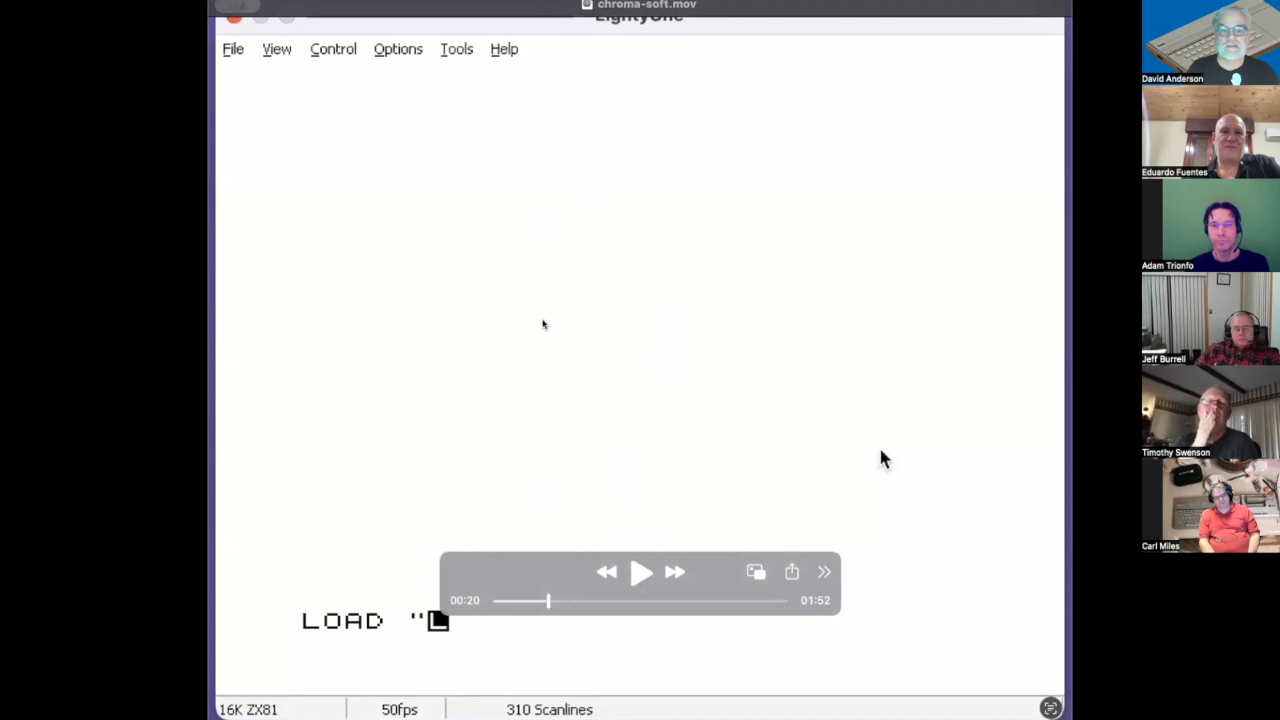 chroma-soft.mov
EightyOne
File View Control Options Tools Help
00:20 01:52
LOAD "L
16K ZX81 50fps 310 Scanlines
David Anderson
Eduardo Fuentes
Adam Trionfo
Jeff Burrell
Timothy Swenson
Carl Miles